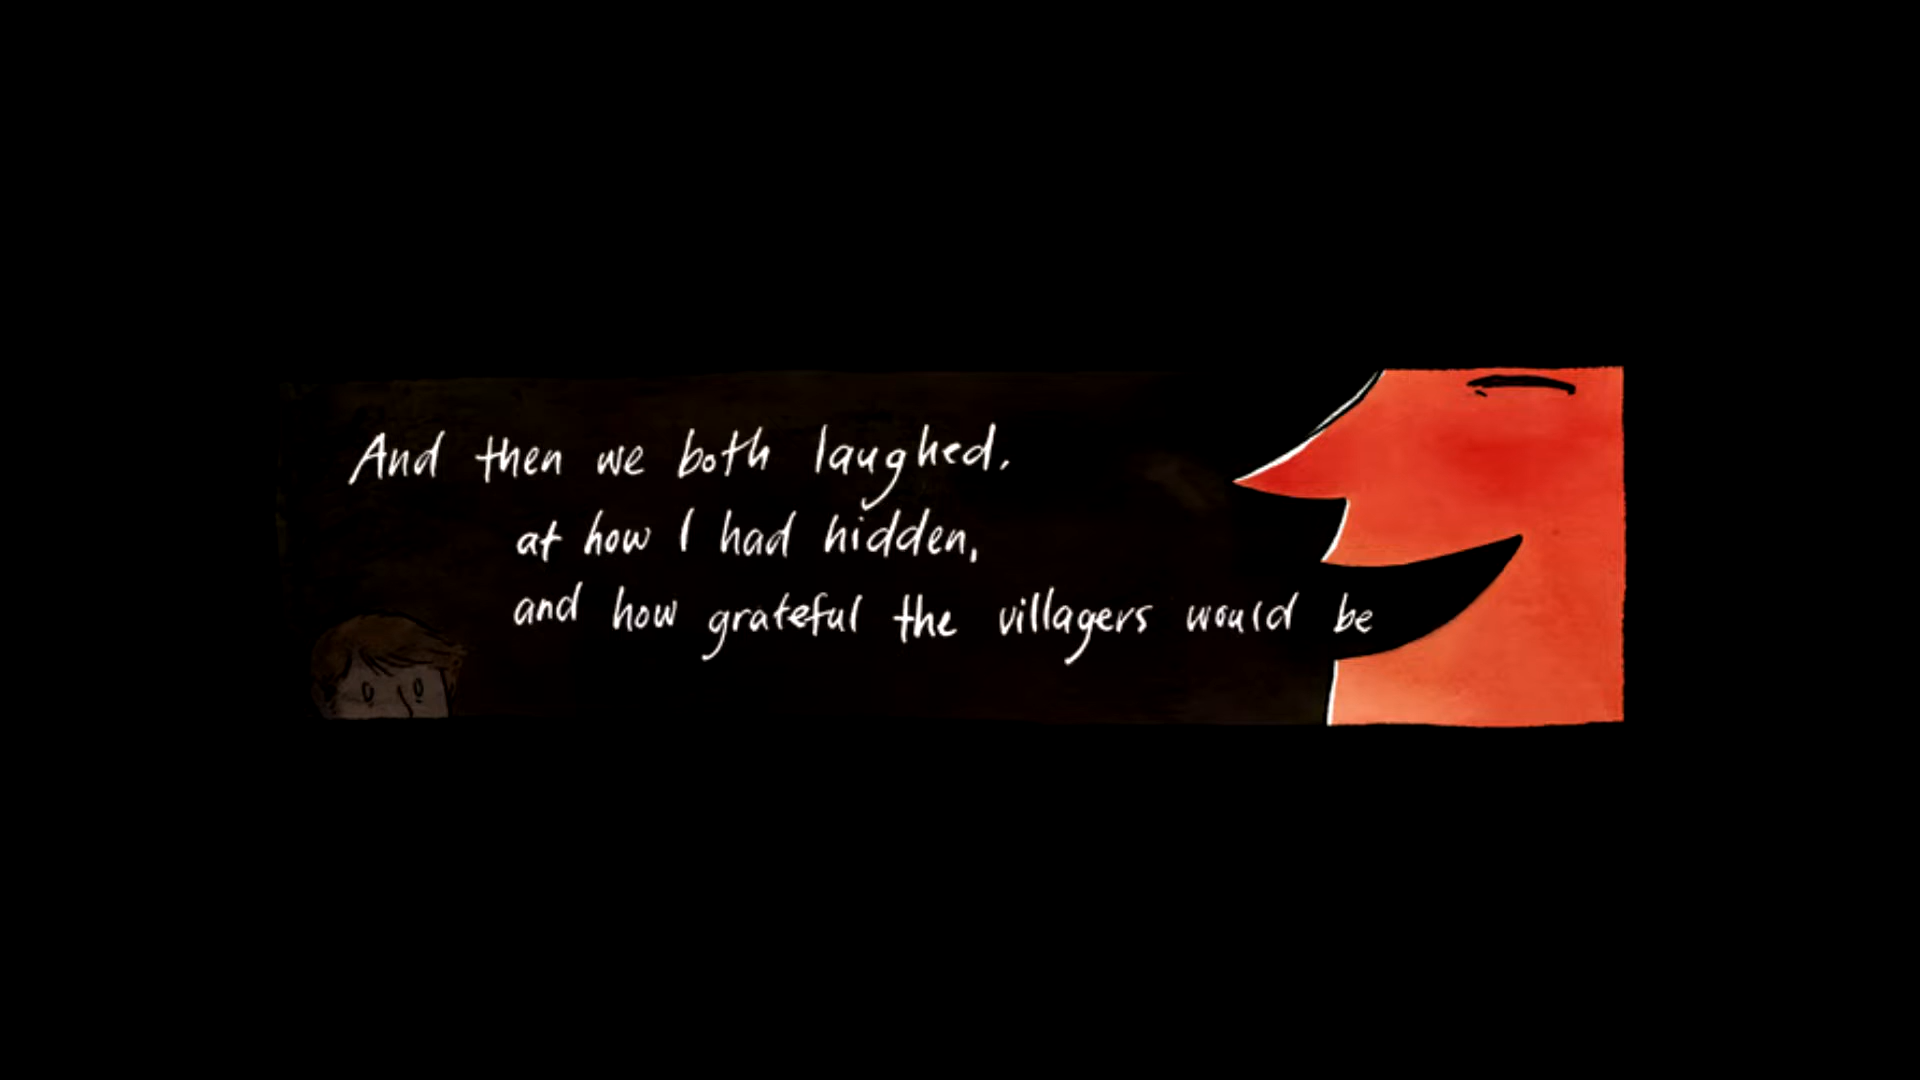 And then we both laughed,
at how I had hidden,
and how grateful the villagers would be